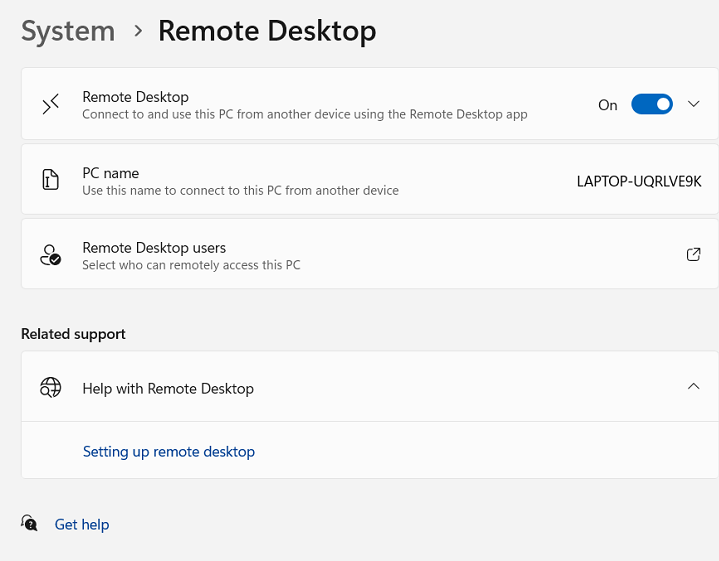 System > Remote Desktop
Remote Desktop
Connect to and use this PC from another device using the Remote Desktop app
On
PC name
Use this name to connect to this PC from another device
LAPTOP-UQRLVE9K
Remote Desktop users
Select who can remotely access this PC
Related support
Help with Remote Desktop
Setting up remote desktop
Get help